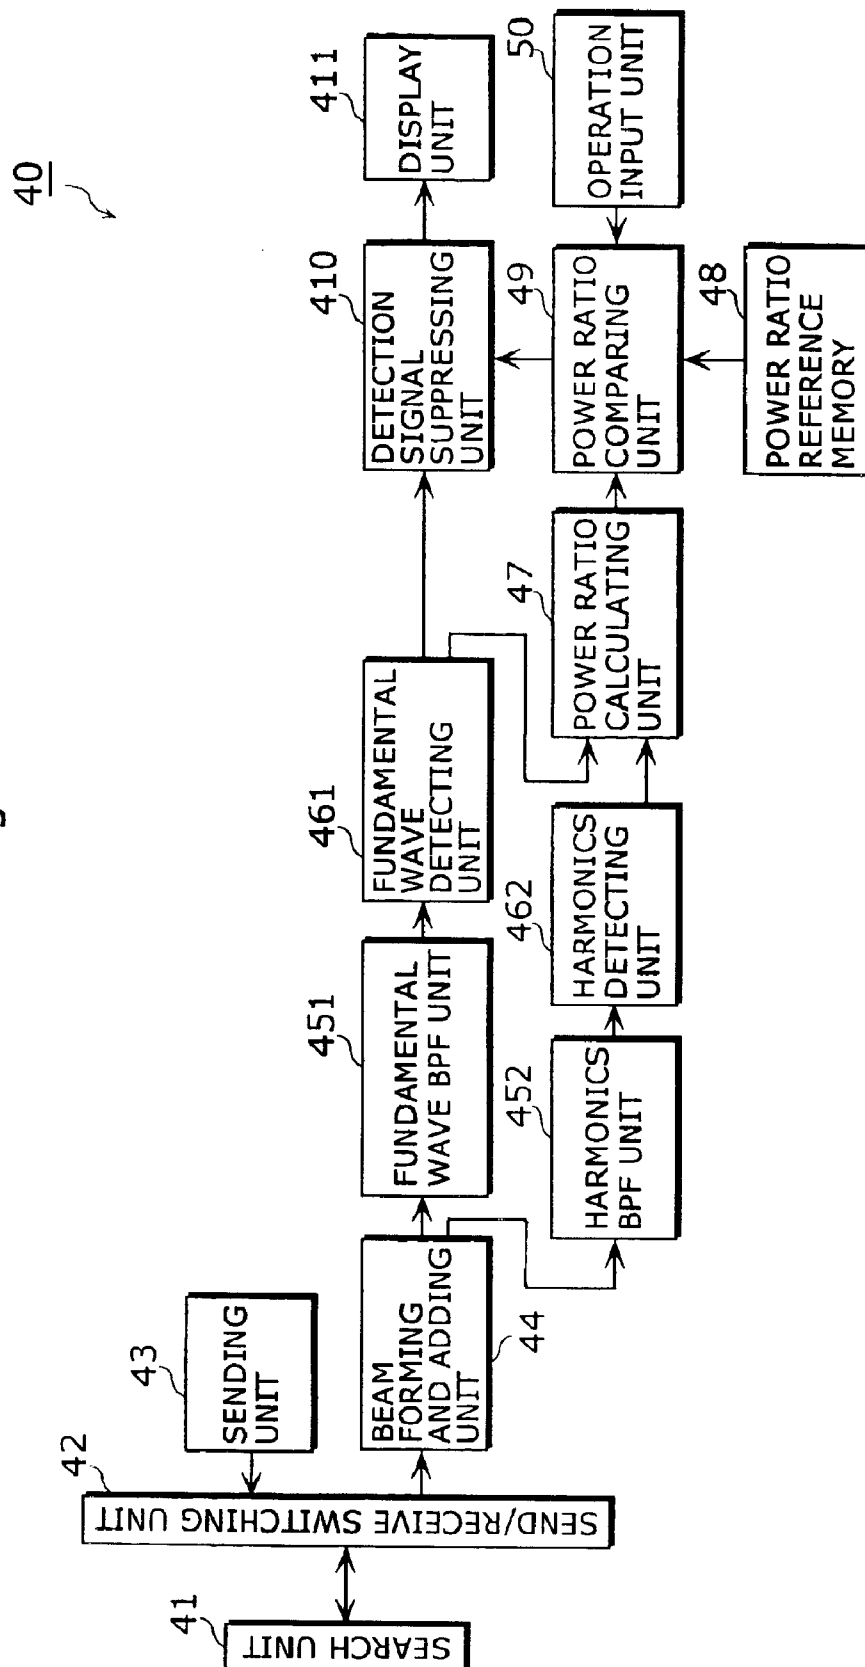 40
41
SEARCH UNIT
42
SEND/RECEIVE SWITCHING UNIT
43
SENDING
UNIT
BEAM
FORMING
AND ADDING
UNIT
44
451
FUNDAMENTAL
WAVE BPF UNIT
452
HARMONICS
BPF UNIT
461
FUNDAMENTAL
WAVE
DETECTING
UNIT
462
HARMONICS
DETECTING
UNIT
47
POWER RATIO
CALCULATING
UNIT
410
DETECTION
SIGNAL
SUPPRESSING
UNIT
49
POWER RATIO
COMPARING
UNIT
48
POWER RATIO
REFERENCE
MEMORY
411
DISPLAY
UNIT
50
OPERATION
INPUT UNIT